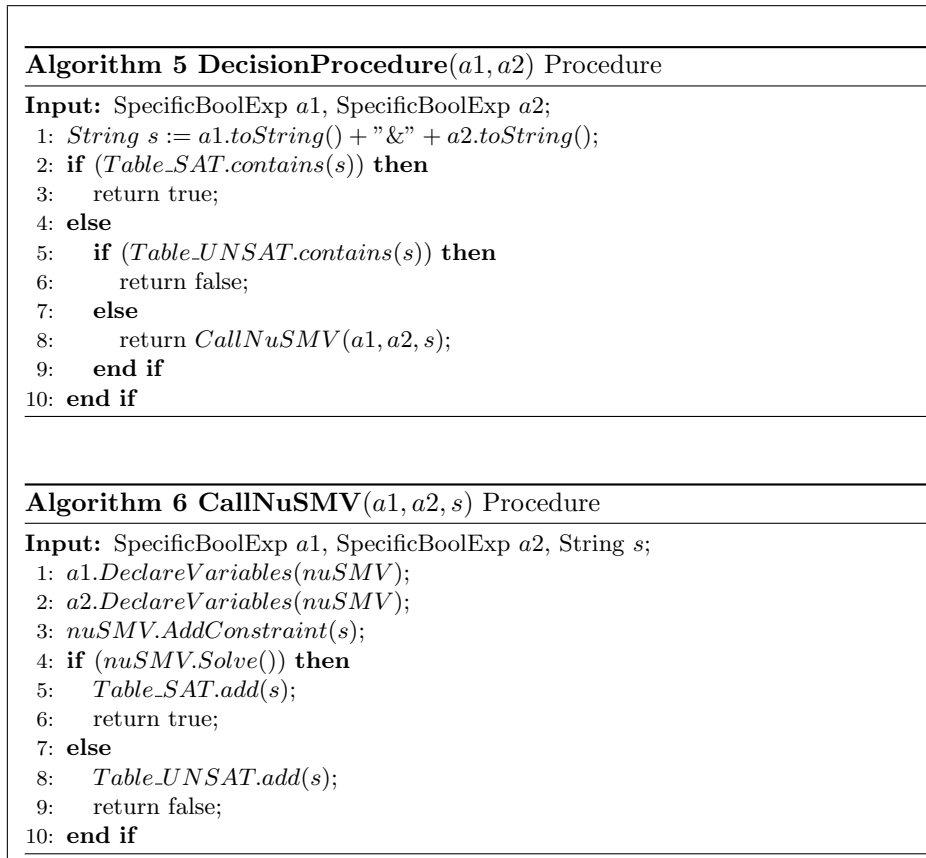 Algorithm 5 DecisionProcedure(a1, a2) Procedure
Input: SpecificBoolExp a1, SpecificBoolExp a2;
1: String s := a1.toString() + ”&” + a2.toString();
2: if (Table_SAT.contains(s)) then
3: return true;
4: else
5: if (Table_UNSAT.contains(s)) then
6: return false;
7: else
8: return CallNuSMV(a1, a2, s);
9: end if
10: end if
Algorithm 6 CallNuSMV(a1, a2, s) Procedure
Input: SpecificBoolExp a1, SpecificBoolExp a2, String s;
1: a1.DeclareVariables(nuSMV);
2: a2.DeclareVariables(nuSMV);
3: nuSMV.AddConstraint(s);
4: if (nuSMV.Solve()) then
5: Table_SAT.add(s);
6: return true;
7: else
8: Table_UNSAT.add(s);
9: return false;
10: end if